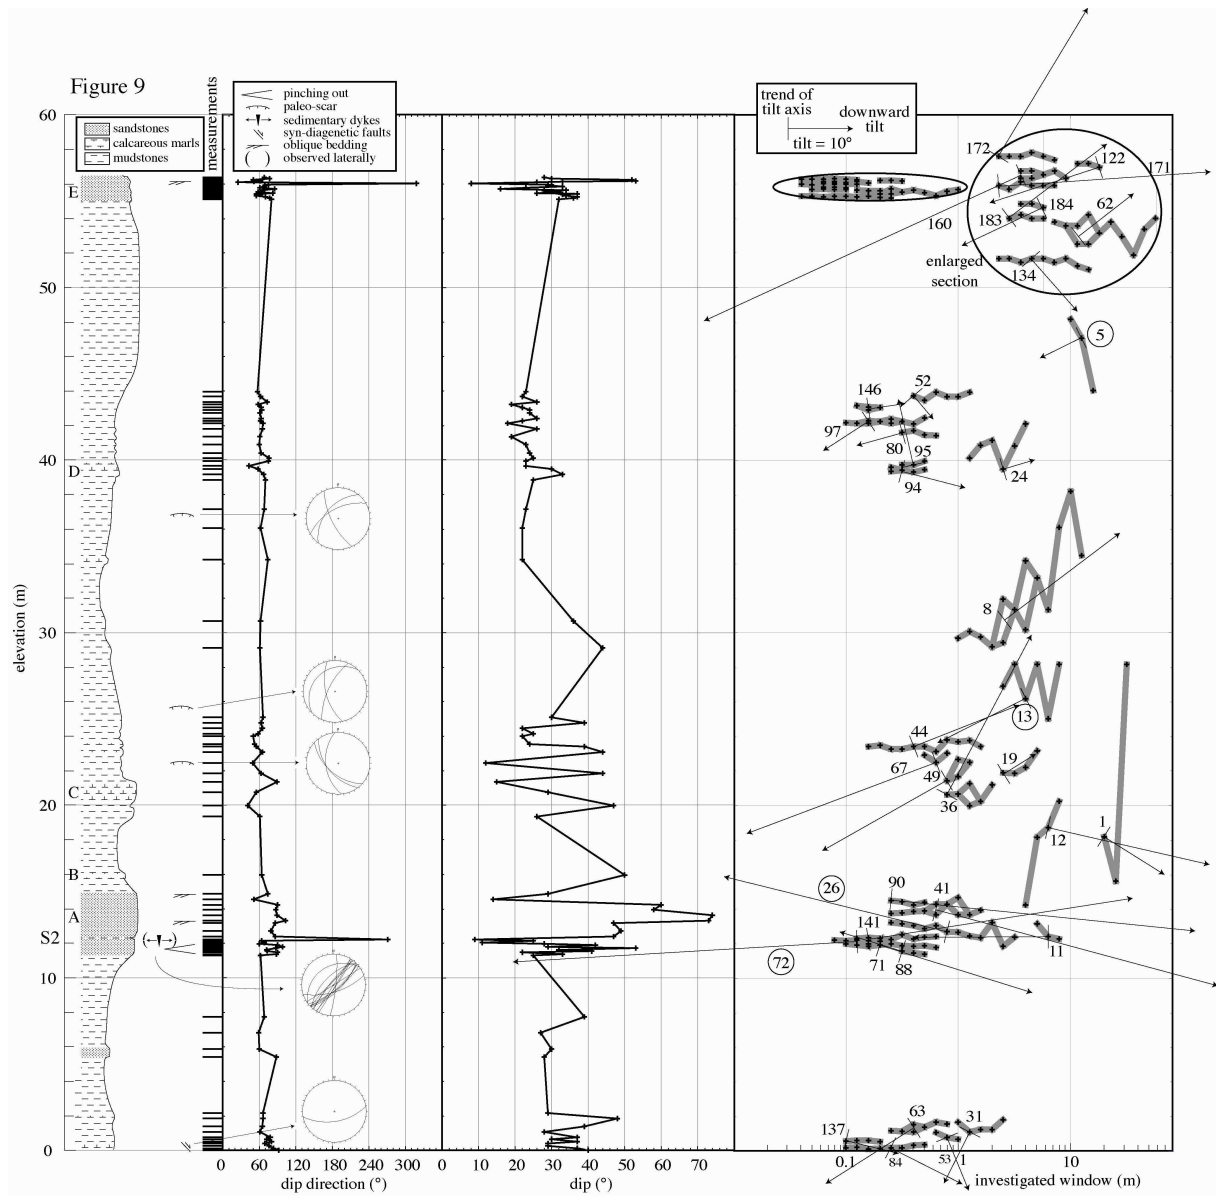 Figure 9
sandstones
calcareous marls
mudstones
measurements
pinching out
paleo-scar
sedimentary dykes
syn-diagenetic faults
oblique bedding
observed laterally
trend of
tilt axis
downward
tilt
tilt = 10°
60
50
40
30
20
10
0
elevation (m)
E
D
C
B
A
S2
172
122
171
160
183
184
62
enlarged
section
134
5
146
52
97
80
95
94
24
8
13
44
67
49
19
36
12
1
26
90
41
141
72
71
88
11
137
63
31
84
53
1
0 60 120 180 240 300
dip direction (°)
0 10 20 30 40 50 60 70
dip (°)
0.1 1 10
investigated window (m)